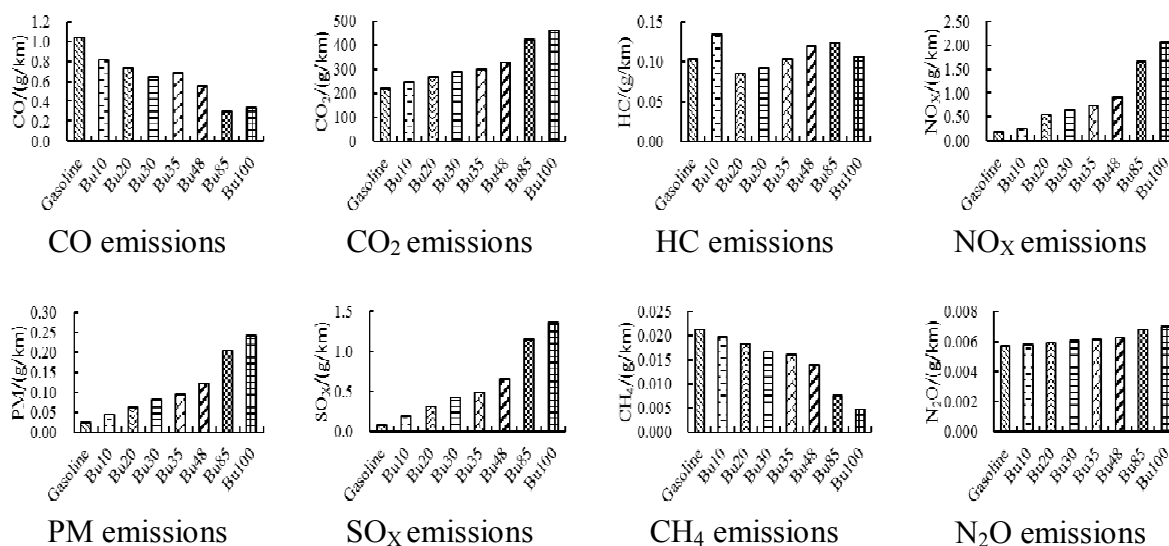 CO/(g/km)
1.2
1.0
0.8
0.6
0.4
0.2
0.0
Gasoline
Bu10
Bu20
Bu30
Bu35
Bu48
Bu85
Bu100
CO emissions
CO₂/(g/km)
500
400
300
200
100
0
Gasoline
Bu10
Bu20
Bu30
Bu35
Bu48
Bu85
Bu100
CO₂ emissions
HC/(g/km)
0.15
0.10
0.05
0.00
Gasoline
Bu10
Bu20
Bu30
Bu35
Bu48
Bu85
Bu100
HC emissions
NOₓ/(g/km)
2.50
2.00
1.50
1.00
0.50
0.00
Gasoline
Bu10
Bu20
Bu30
Bu35
Bu48
Bu85
Bu100
NOₓ emissions
PM/(g/km)
0.30
0.25
0.20
0.15
0.10
0.05
0.00
Gasoline
Bu10
Bu20
Bu30
Bu35
Bu48
Bu85
Bu100
PM emissions
SOₓ/(g/km)
1.5
1.0
0.5
0.0
Gasoline
Bu10
Bu20
Bu30
Bu35
Bu48
Bu85
Bu100
SOₓ emissions
CH₄/(g/km)
0.025
0.020
0.015
0.010
0.005
0.000
Gasoline
Bu10
Bu20
Bu30
Bu35
Bu48
Bu85
Bu100
CH₄ emissions
N₂O/(g/km)
0.008
0.006
0.004
0.002
0.000
Gasoline
Bu10
Bu20
Bu30
Bu35
Bu48
Bu85
Bu100
N₂O emissions